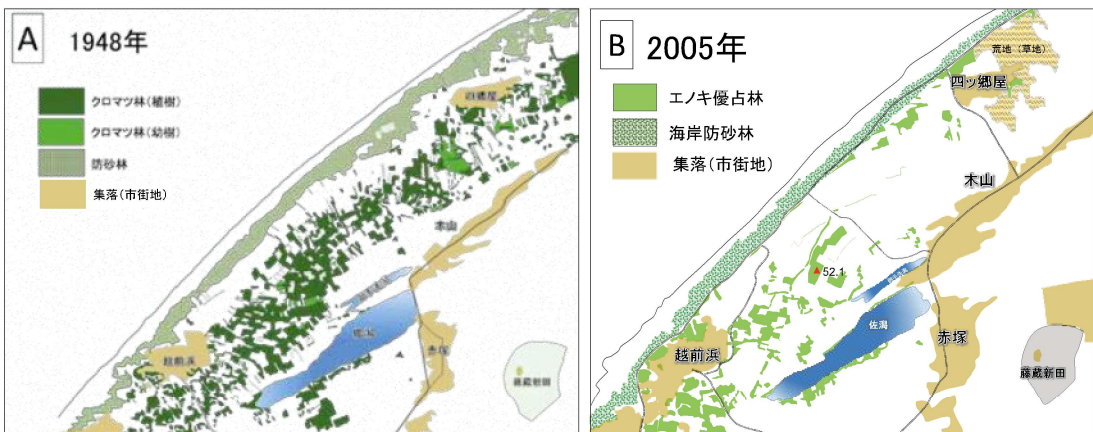 A
1948年
クロマツ林(植樹)
クロマツ林(幼樹)
防砂林
集落(市街地)
四郷屋
木山
赤塚
越前浜
藤蔵新田
B
2005年
エノキ優占林
海岸防砂林
集落(市街地)
荒地(草地)
四ッ郷屋
木山
52.1
佐潟
赤塚
越前浜
藤蔵新田